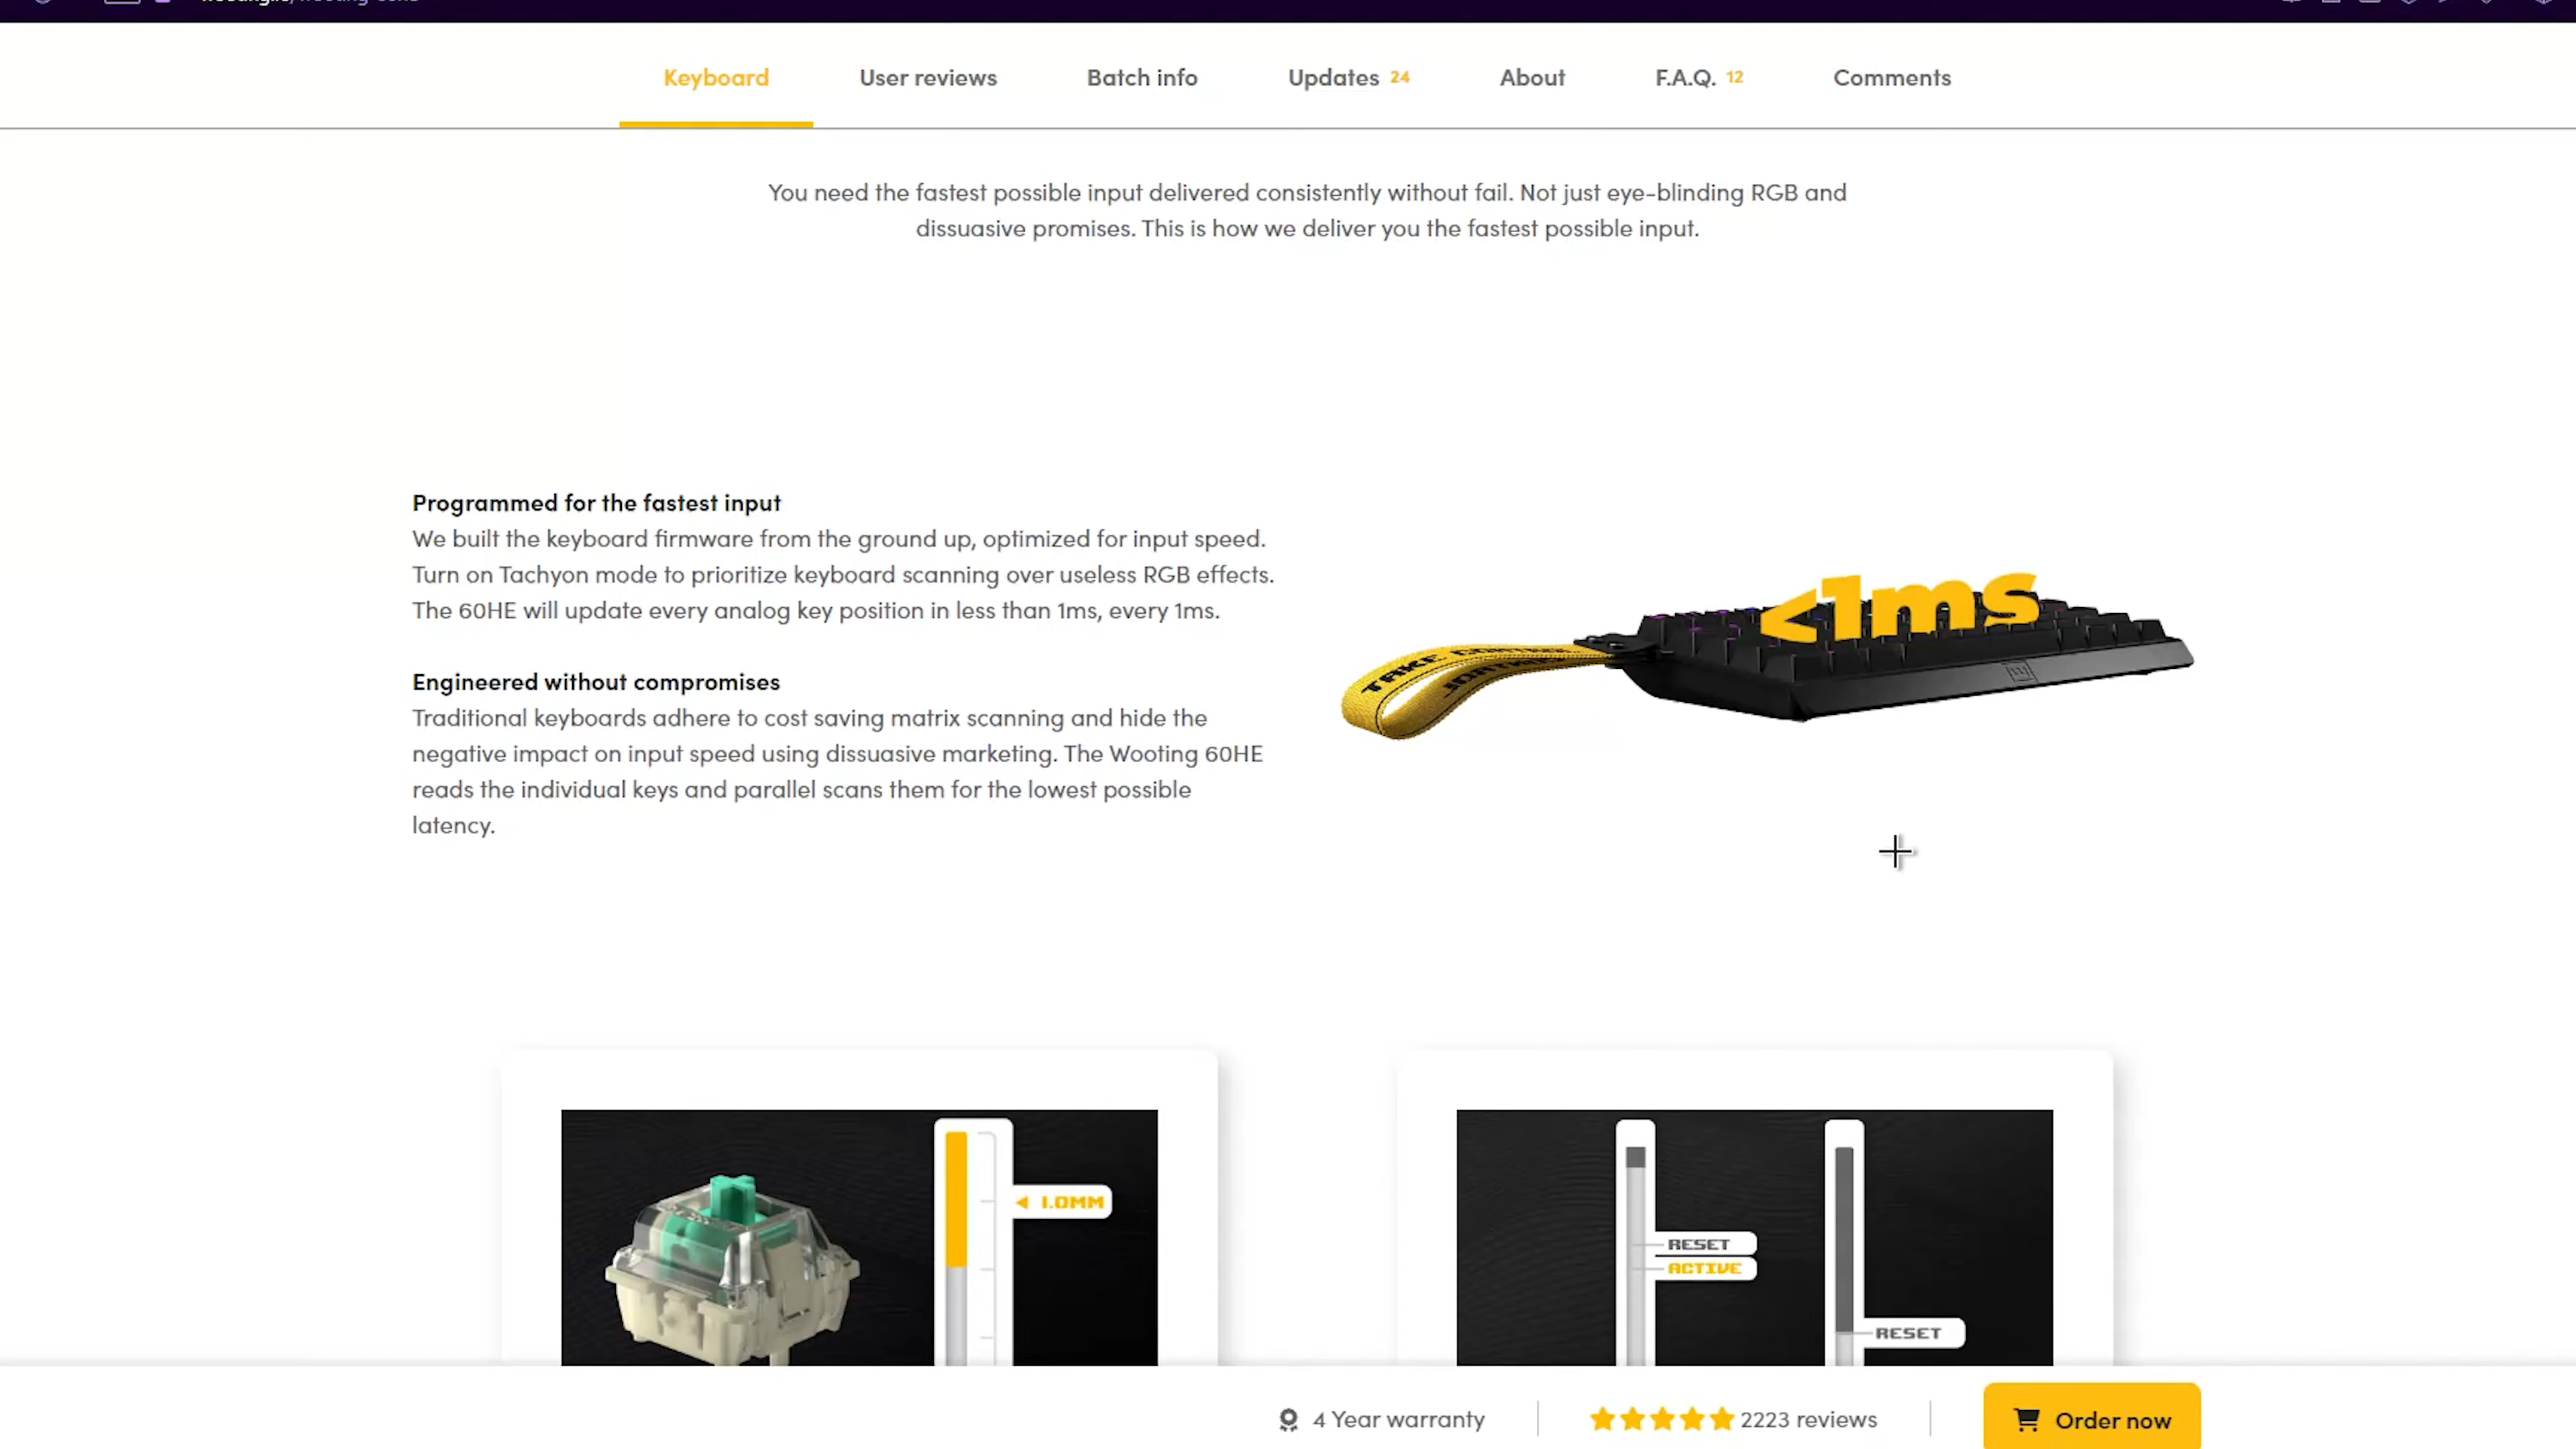 Keyboard
User reviews
Batch info
Updates 24
About
F.A.Q. 12
Comments
You need the fastest possible input delivered consistently without fail. Not just eye-blinding RGB and
dissuasive promises. This is how we deliver you the fastest possible input.
Programmed for the fastest input
We built the keyboard firmware from the ground up, optimized for input speed.
Turn on Tachyon mode to prioritize keyboard scanning over useless RGB effects.
The 60HE will update every analog key position in less than 1ms, every 1ms.
Engineered without compromises
Traditional keyboards adhere to cost saving matrix scanning and hide the
negative impact on input speed using dissuasive marketing. The Wooting 60HE
reads the individual keys and parallel scans them for the lowest possible
latency.
<1ms
TAKE CONTROL
1.0MM
RESET
ACTIVE
RESET
4 Year warranty
2223 reviews
Order now